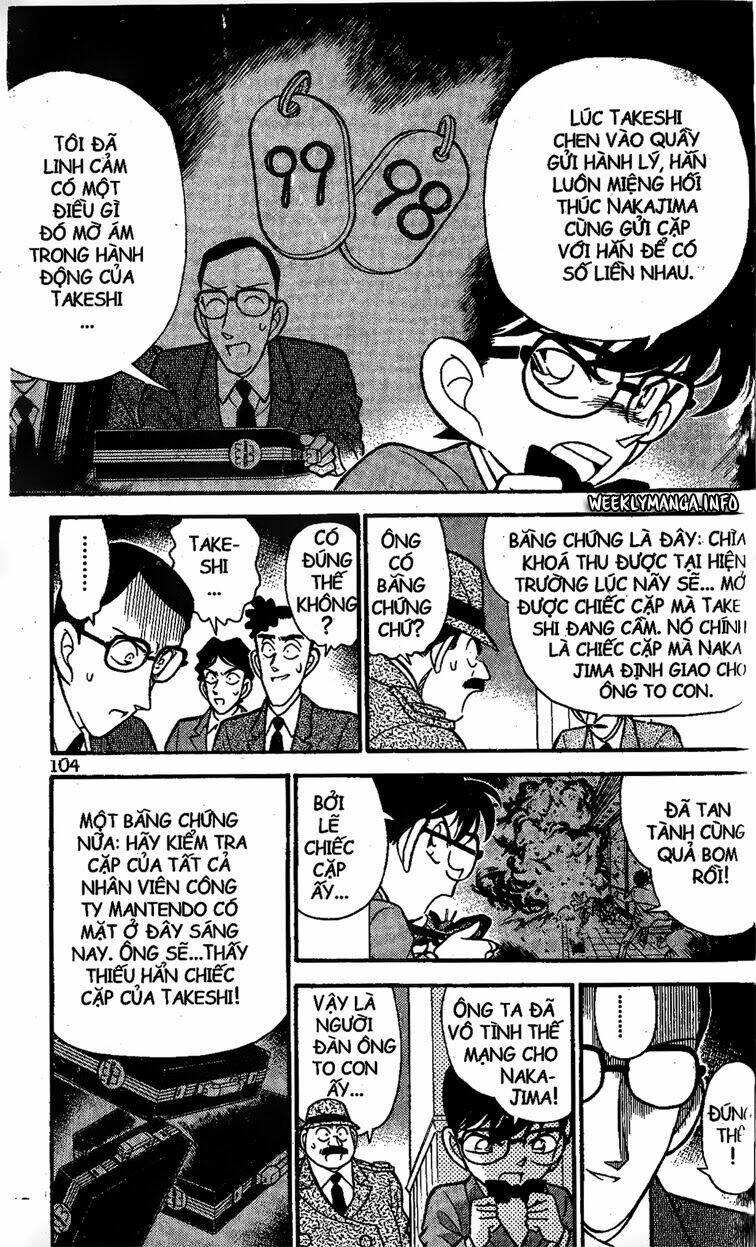 TÔI ĐÃ
LINH CẢM
CÓ MỘT
ĐIỀU GÌ
ĐÓ MỜ ÁM
TRONG HÀNH
ĐỘNG CỦA
TAKESHI
...
99
98
LÚC TAKESHI
CHEN VÀO QUẦY
GỬI HÀNH LÝ, HẮN
LUÔN MIỆNG HỐI
THÚC NAKAJIMA
CÙNG GỬI CẶP
VỚI HẮN ĐỂ CÓ
SỐ LIỀN NHAU.
WEEKLYMANGA.INFO
......
TAKE-
SHI
...
CÓ
ĐÚNG
THẾ
KHÔNG?
ÔNG
CÓ
BẰNG
CHỨNG
CHỨ?
BẰNG CHỨNG LÀ ĐÂY: CHÌA
KHOÁ THU ĐƯỢC TẠI HIỆN
TRƯỜNG LÚC NÃY SẼ... MỞ
ĐƯỢC CHIẾC CẶP MÀ TAKE
SHI ĐANG CẦM. NÓ CHÍNH
LÀ CHIẾC CẶP MÀ NAKA
JIMA ĐỊNH GIAO CHO
ÔNG TO CON.
104
MỘT BẰNG CHỨNG
NỮA: HÃY KIỂM TRA
CẶP CỦA TẤT CẢ
NHÂN VIÊN CÔNG
TY MANTENDO CÓ
MẶT Ở ĐÂY SÁNG
NAY. ÔNG SẼ...THẤY
THIẾU HẲN CHIẾC
CẶP CỦA TAKESHI!
BỞI
LẼ
CHIẾC
CẶP
ẤY...
ĐÃ TAN
TÀNH CÙNG
QUẢ BOM
RỒI!
VẬY LÀ
NGƯỜI
ĐÀN ÔNG
TO CON
ẤY...
ÔNG TA ĐÃ
VÔ TÌNH THẾ
MẠNG CHO
NAKA-
JIMA!
......
ĐÚNG
THẾ
!